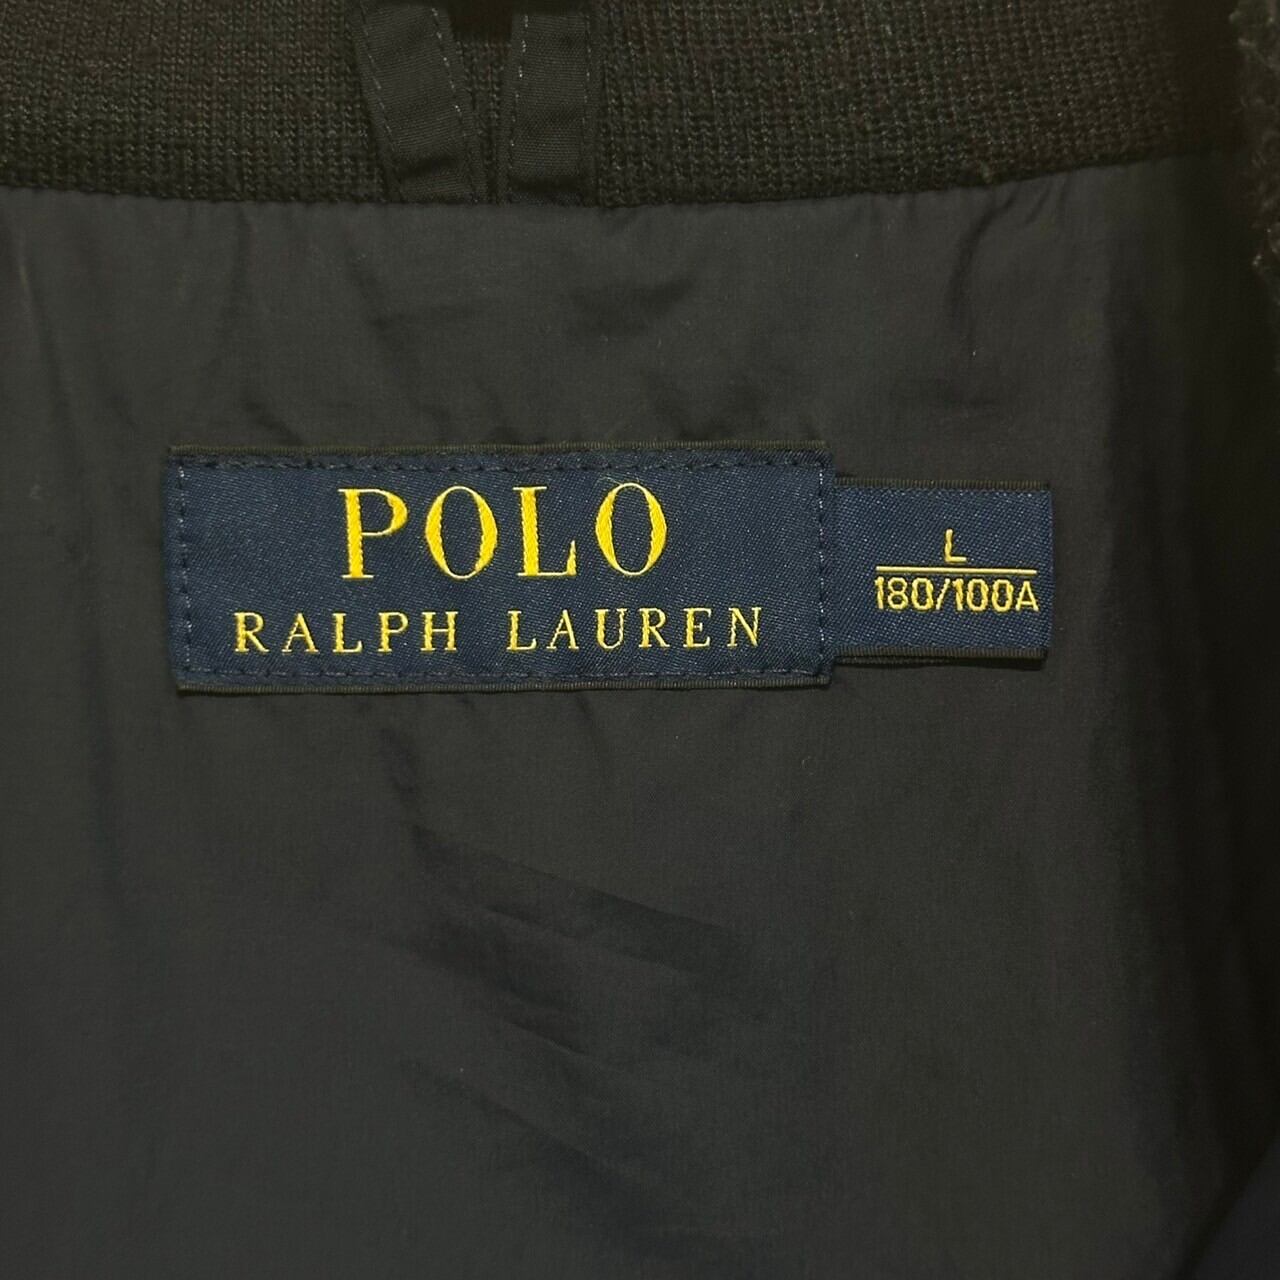 POLO
RALPH LAUREN
L
180/100A